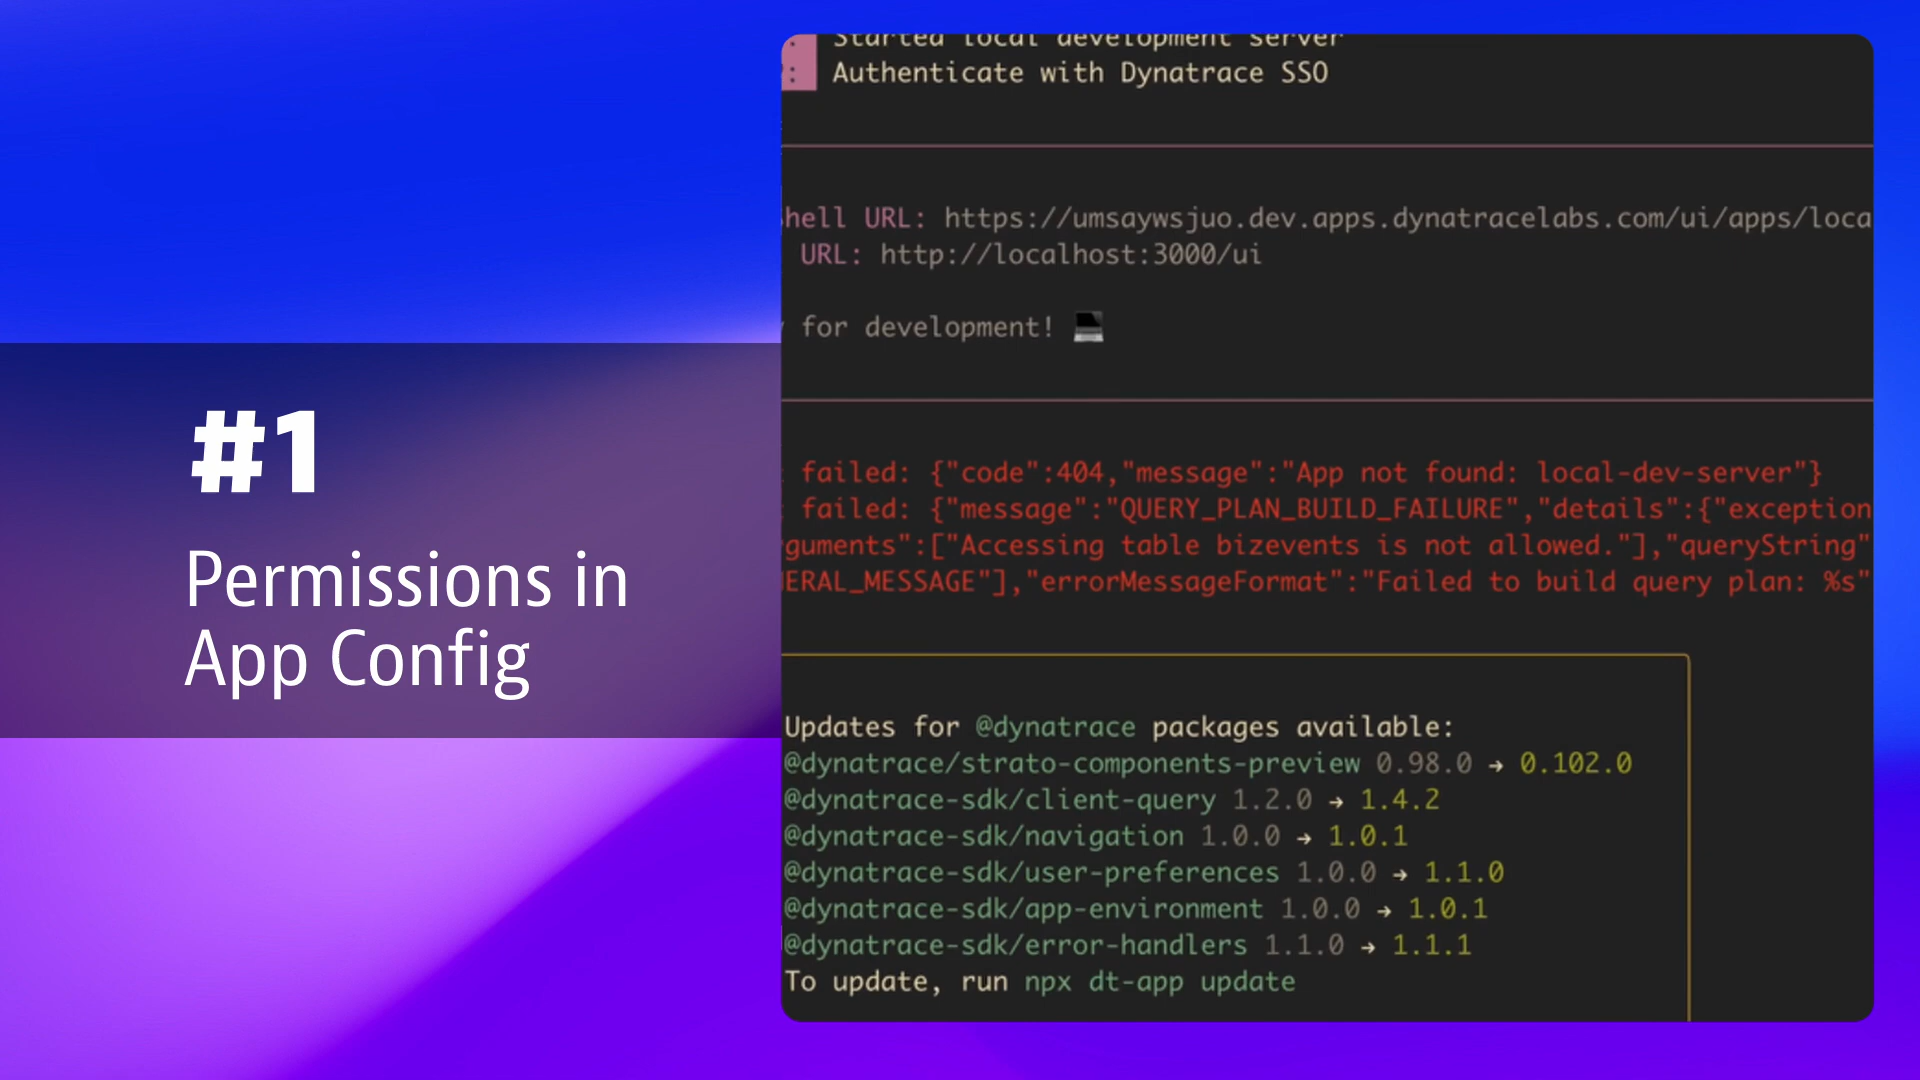 #1
Permissions in
App Config
Started local development server
: Authenticate with Dynatrace SSO
hell URL: https://umsaywsjuo.dev.apps.dynatracelabs.com/ui/apps/loca
URL: http://localhost:3000/ui
for development!
failed: {"code":404,"message":"App not found: local-dev-server"}
failed: {"message":"QUERY_PLAN_BUILD_FAILURE","details":{"exception
guments":["Accessing table bizevents is not allowed."],"queryString"
ERAL_MESSAGE"],"errorMessageFormat":"Failed to build query plan: %s"
Updates for @dynatrace packages available:
@dynatrace/strato-components-preview 0.98.0 → 0.102.0
@dynatrace-sdk/client-query 1.2.0 → 1.4.2
@dynatrace-sdk/navigation 1.0.0 → 1.0.1
@dynatrace-sdk/user-preferences 1.0.0 → 1.1.0
@dynatrace-sdk/app-environment 1.0.0 → 1.0.1
@dynatrace-sdk/error-handlers 1.1.0 → 1.1.1
To update, run npx dt-app update